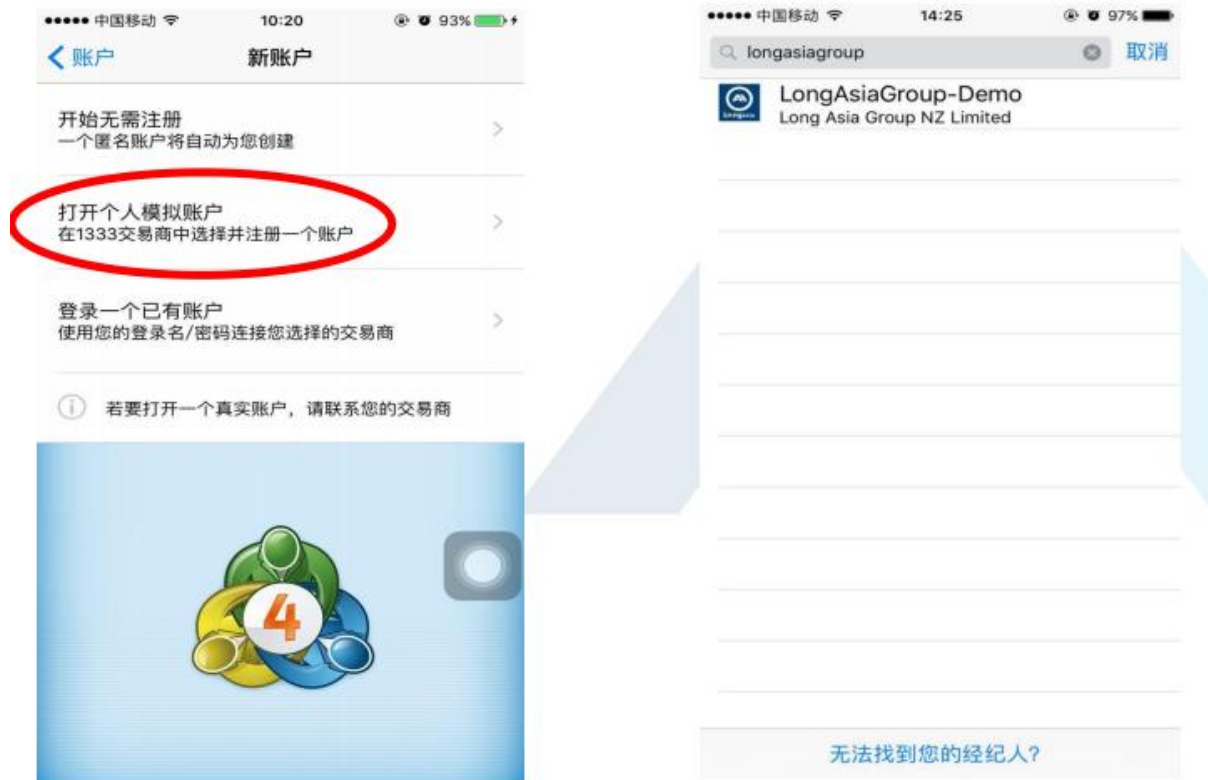 中国移动 10:20 93%
账户 新账户
开始无需注册
一个匿名账户将自动为您创建
打开个人模拟账户
在1333交易商中选择并注册一个账户
登录一个已有账户
使用您的登录名/密码连接您选择的交易商
若要打开一个真实账户，请联系您的交易商
4
中国移动 14:25 97%
longasiagroup 取消
LongAsiaGroup-Demo
Long Asia Group NZ Limited
无法找到您的经纪人?